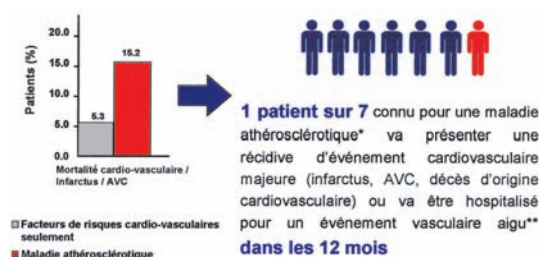 Patients (%)
20.0
15.0
10.0
5.0
0.0
5.3
15.2
Mortalité cardio-vasculaire /
Infarctus / AVC
Facteurs de risques cardio-vasculaires
seulement
Maladie athérosclérotique
1 patient sur 7 connu pour une maladie
athérosclérotique* va présenter une
récidive d'événement cardiovasculaire
majeure (infarctus, AVC, décès d'origine
cardiovasculaire) ou va être hospitalisé
pour un événement vasculaire aigu**
dans les 12 mois